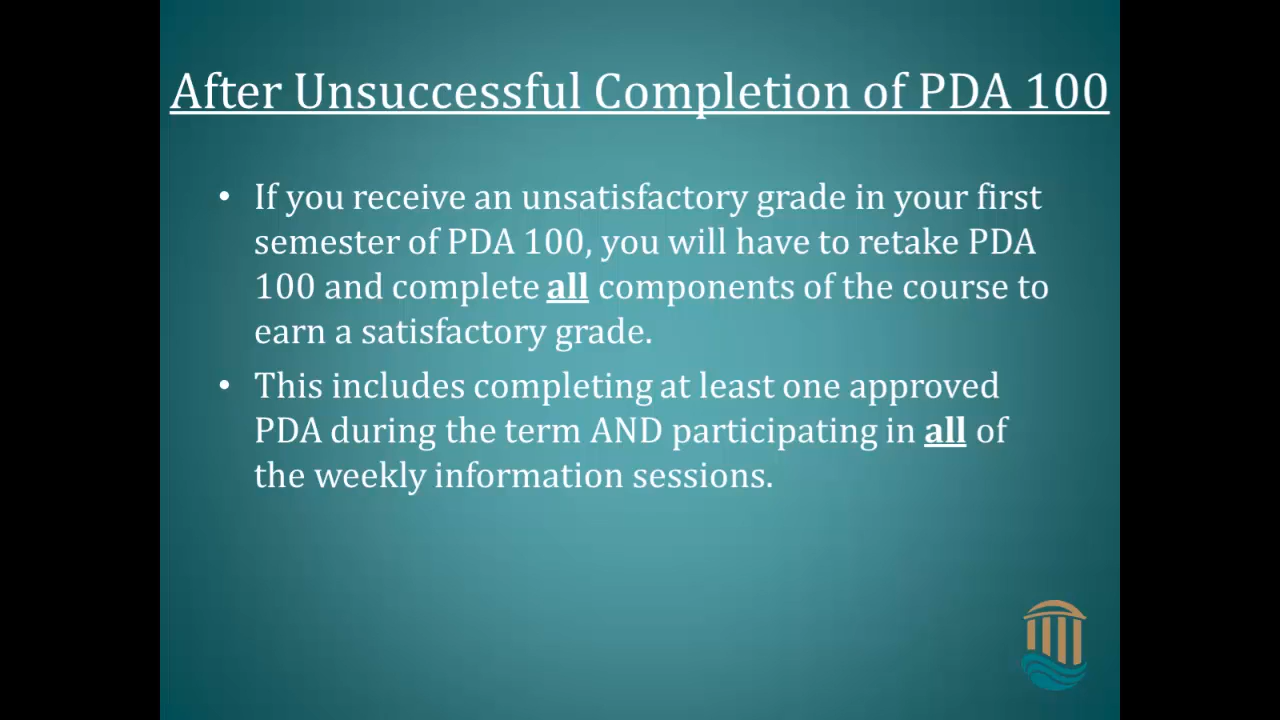 After Unsuccessful Completion of PDA 100
• If you receive an unsatisfactory grade in your first
semester of PDA 100, you will have to retake PDA
100 and complete all components of the course to
earn a satisfactory grade.
• This includes completing at least one approved
PDA during the term AND participating in all of
the weekly information sessions.